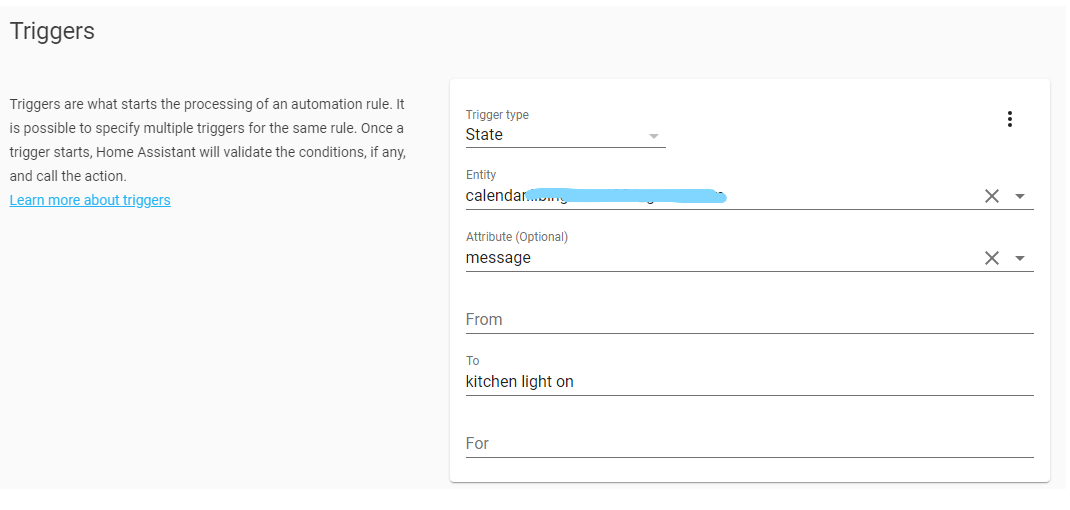 Triggers
Triggers are what starts the processing of an automation rule. It
is possible to specify multiple triggers for the same rule. Once a
trigger starts, Home Assistant will validate the conditions, if any,
and call the action.
Learn more about triggers
Trigger type
State
Entity
Attribute (Optional)
message
From
To
kitchen light on
For